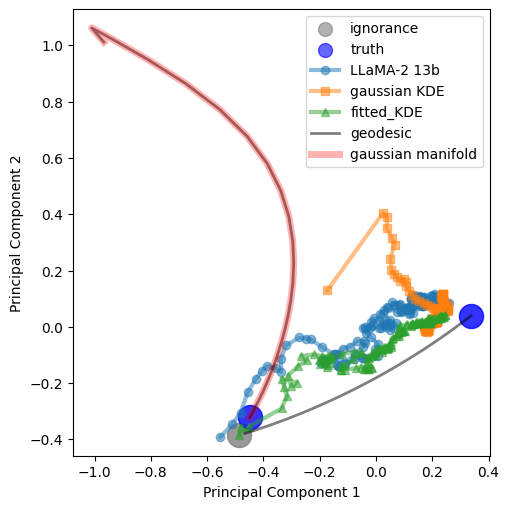 ignorance
truth
LLaMA-2 13b
gaussian KDE
fitted_KDE
geodesic
gaussian manifold
Principal Component 2
1.0
0.8
0.6
0.4
0.2
0.0
−0.2
−0.4
−1.0 −0.8 −0.6 −0.4 −0.2 0.0 0.2 0.4
Principal Component 1